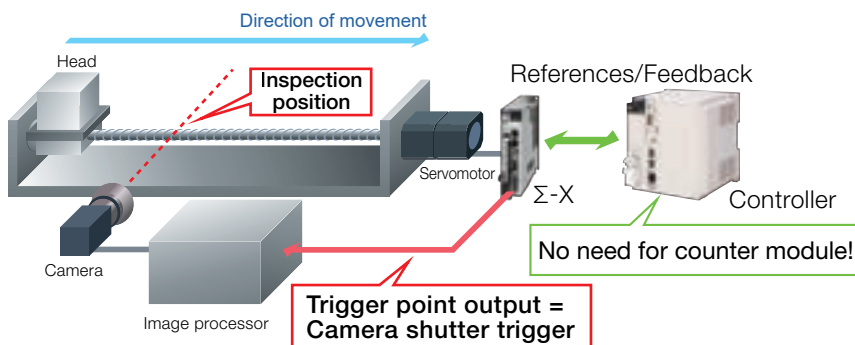 Direction of movement
Head
Inspection
position
References/Feedback
Servomotor
Σ-X
Controller
No need for counter module!
Camera
Image processor
Trigger point output =
Camera shutter trigger